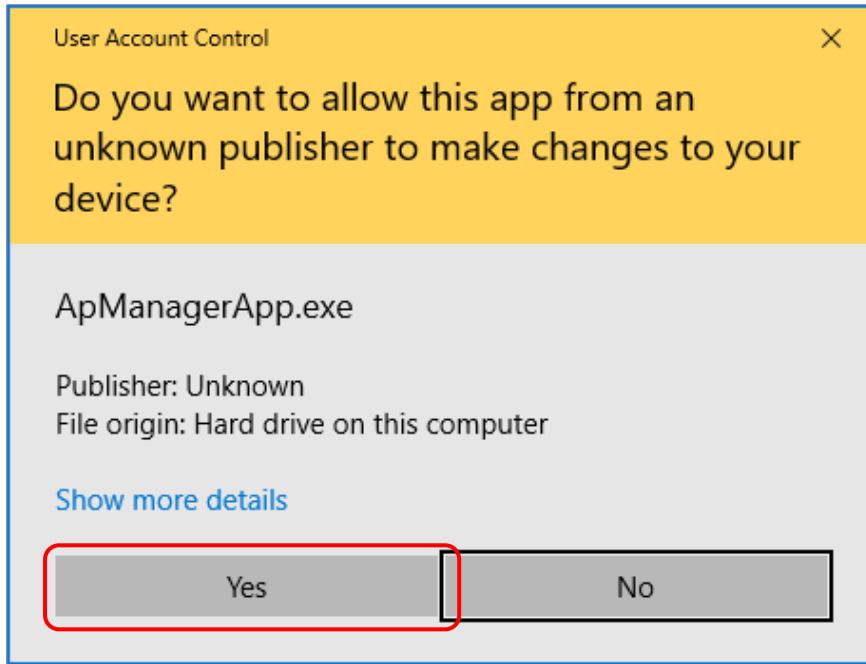 User Account Control
Do you want to allow this app from an
unknown publisher to make changes to your
device?
ApManagerApp.exe
Publisher: Unknown
File origin: Hard drive on this computer
Show more details
Yes
No